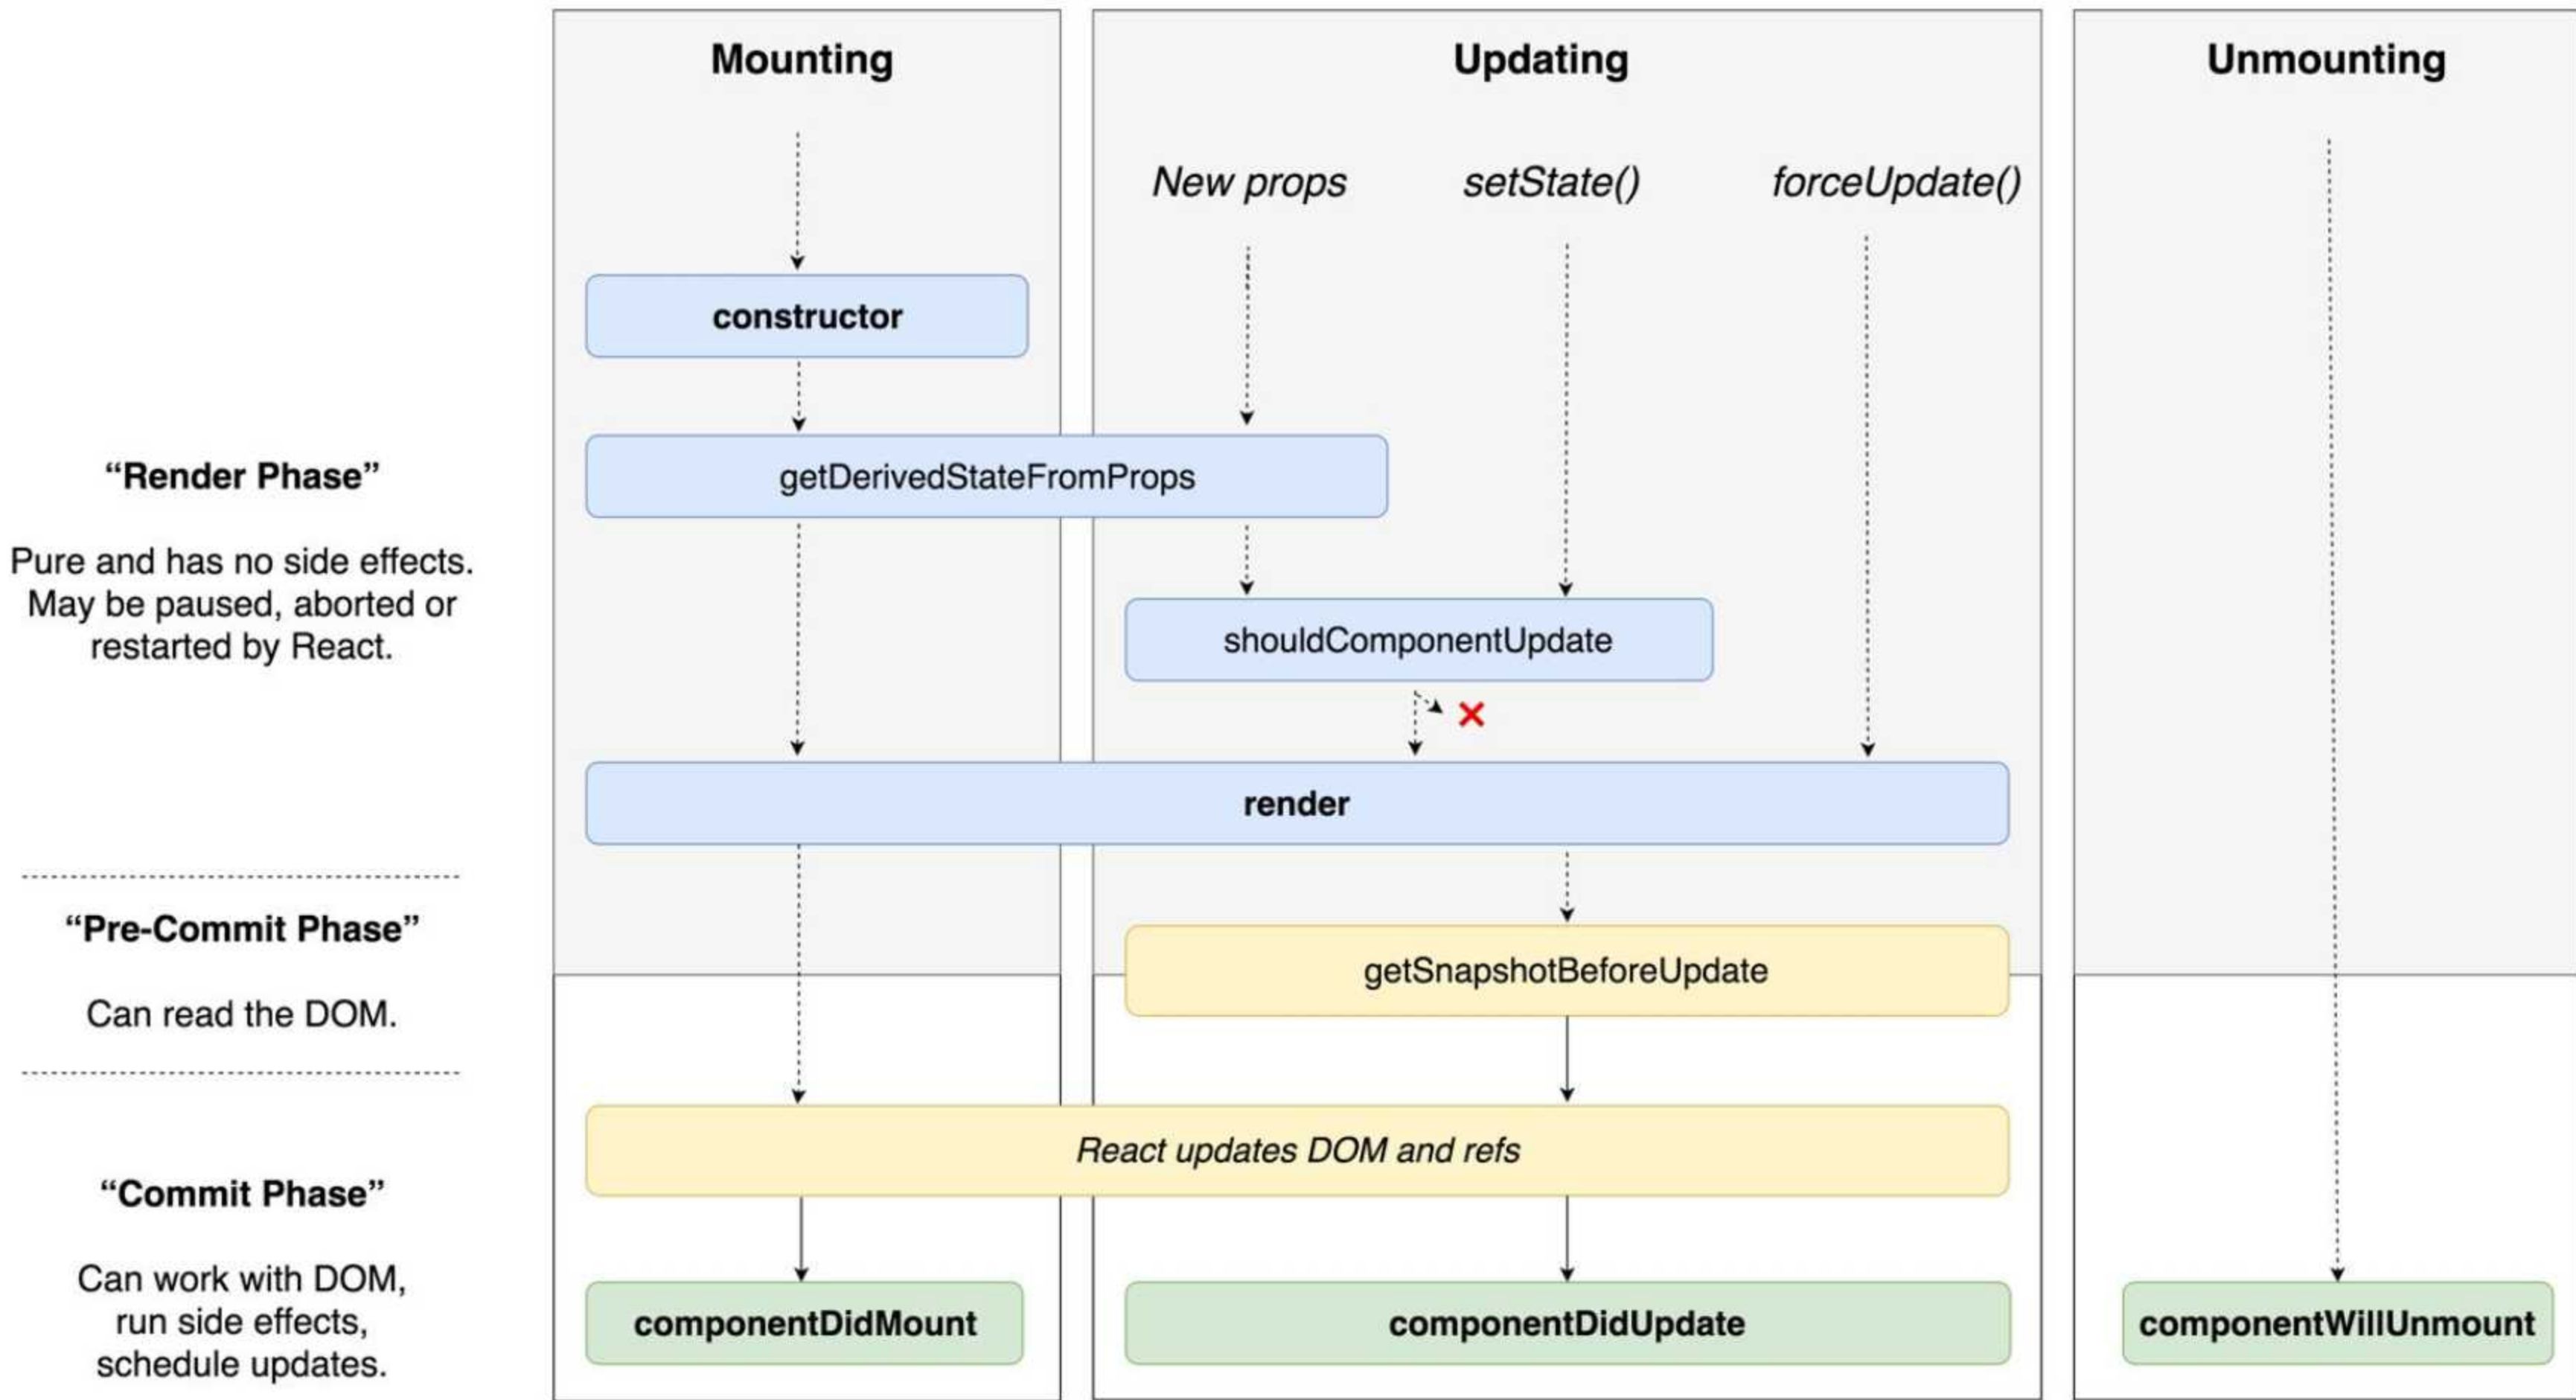 Mounting
Updating
Unmounting
New props
setState()
forceUpdate()
constructor
“Render Phase”
getDerivedStateFromProps
Pure and has no side effects.
May be paused, aborted or
restarted by React.
shouldComponentUpdate
render
“Pre-Commit Phase”
getSnapshotBeforeUpdate
Can read the DOM.
React updates DOM and refs
“Commit Phase”
Can work with DOM,
run side effects,
schedule updates.
componentDidMount
componentDidUpdate
componentWillUnmount